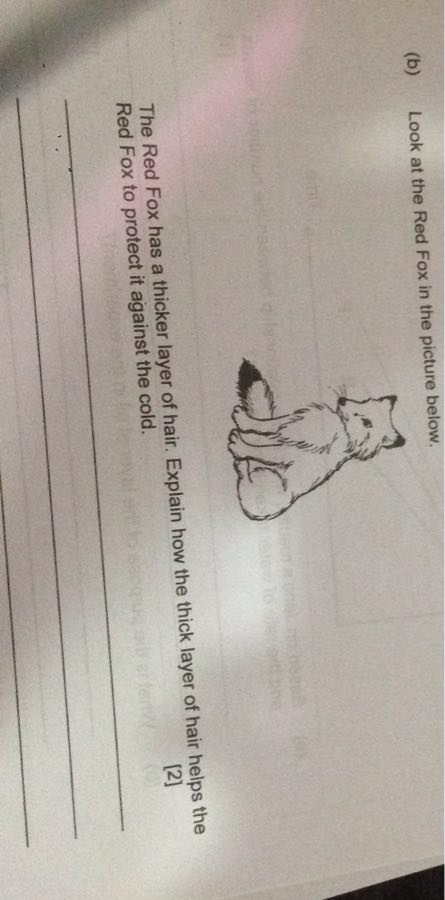 (b) Look at the Red Fox in the picture below.
The Red Fox has a thicker layer of hair. Explain how the thick layer of hair helps the
Red Fox to protect it against the cold. [2]